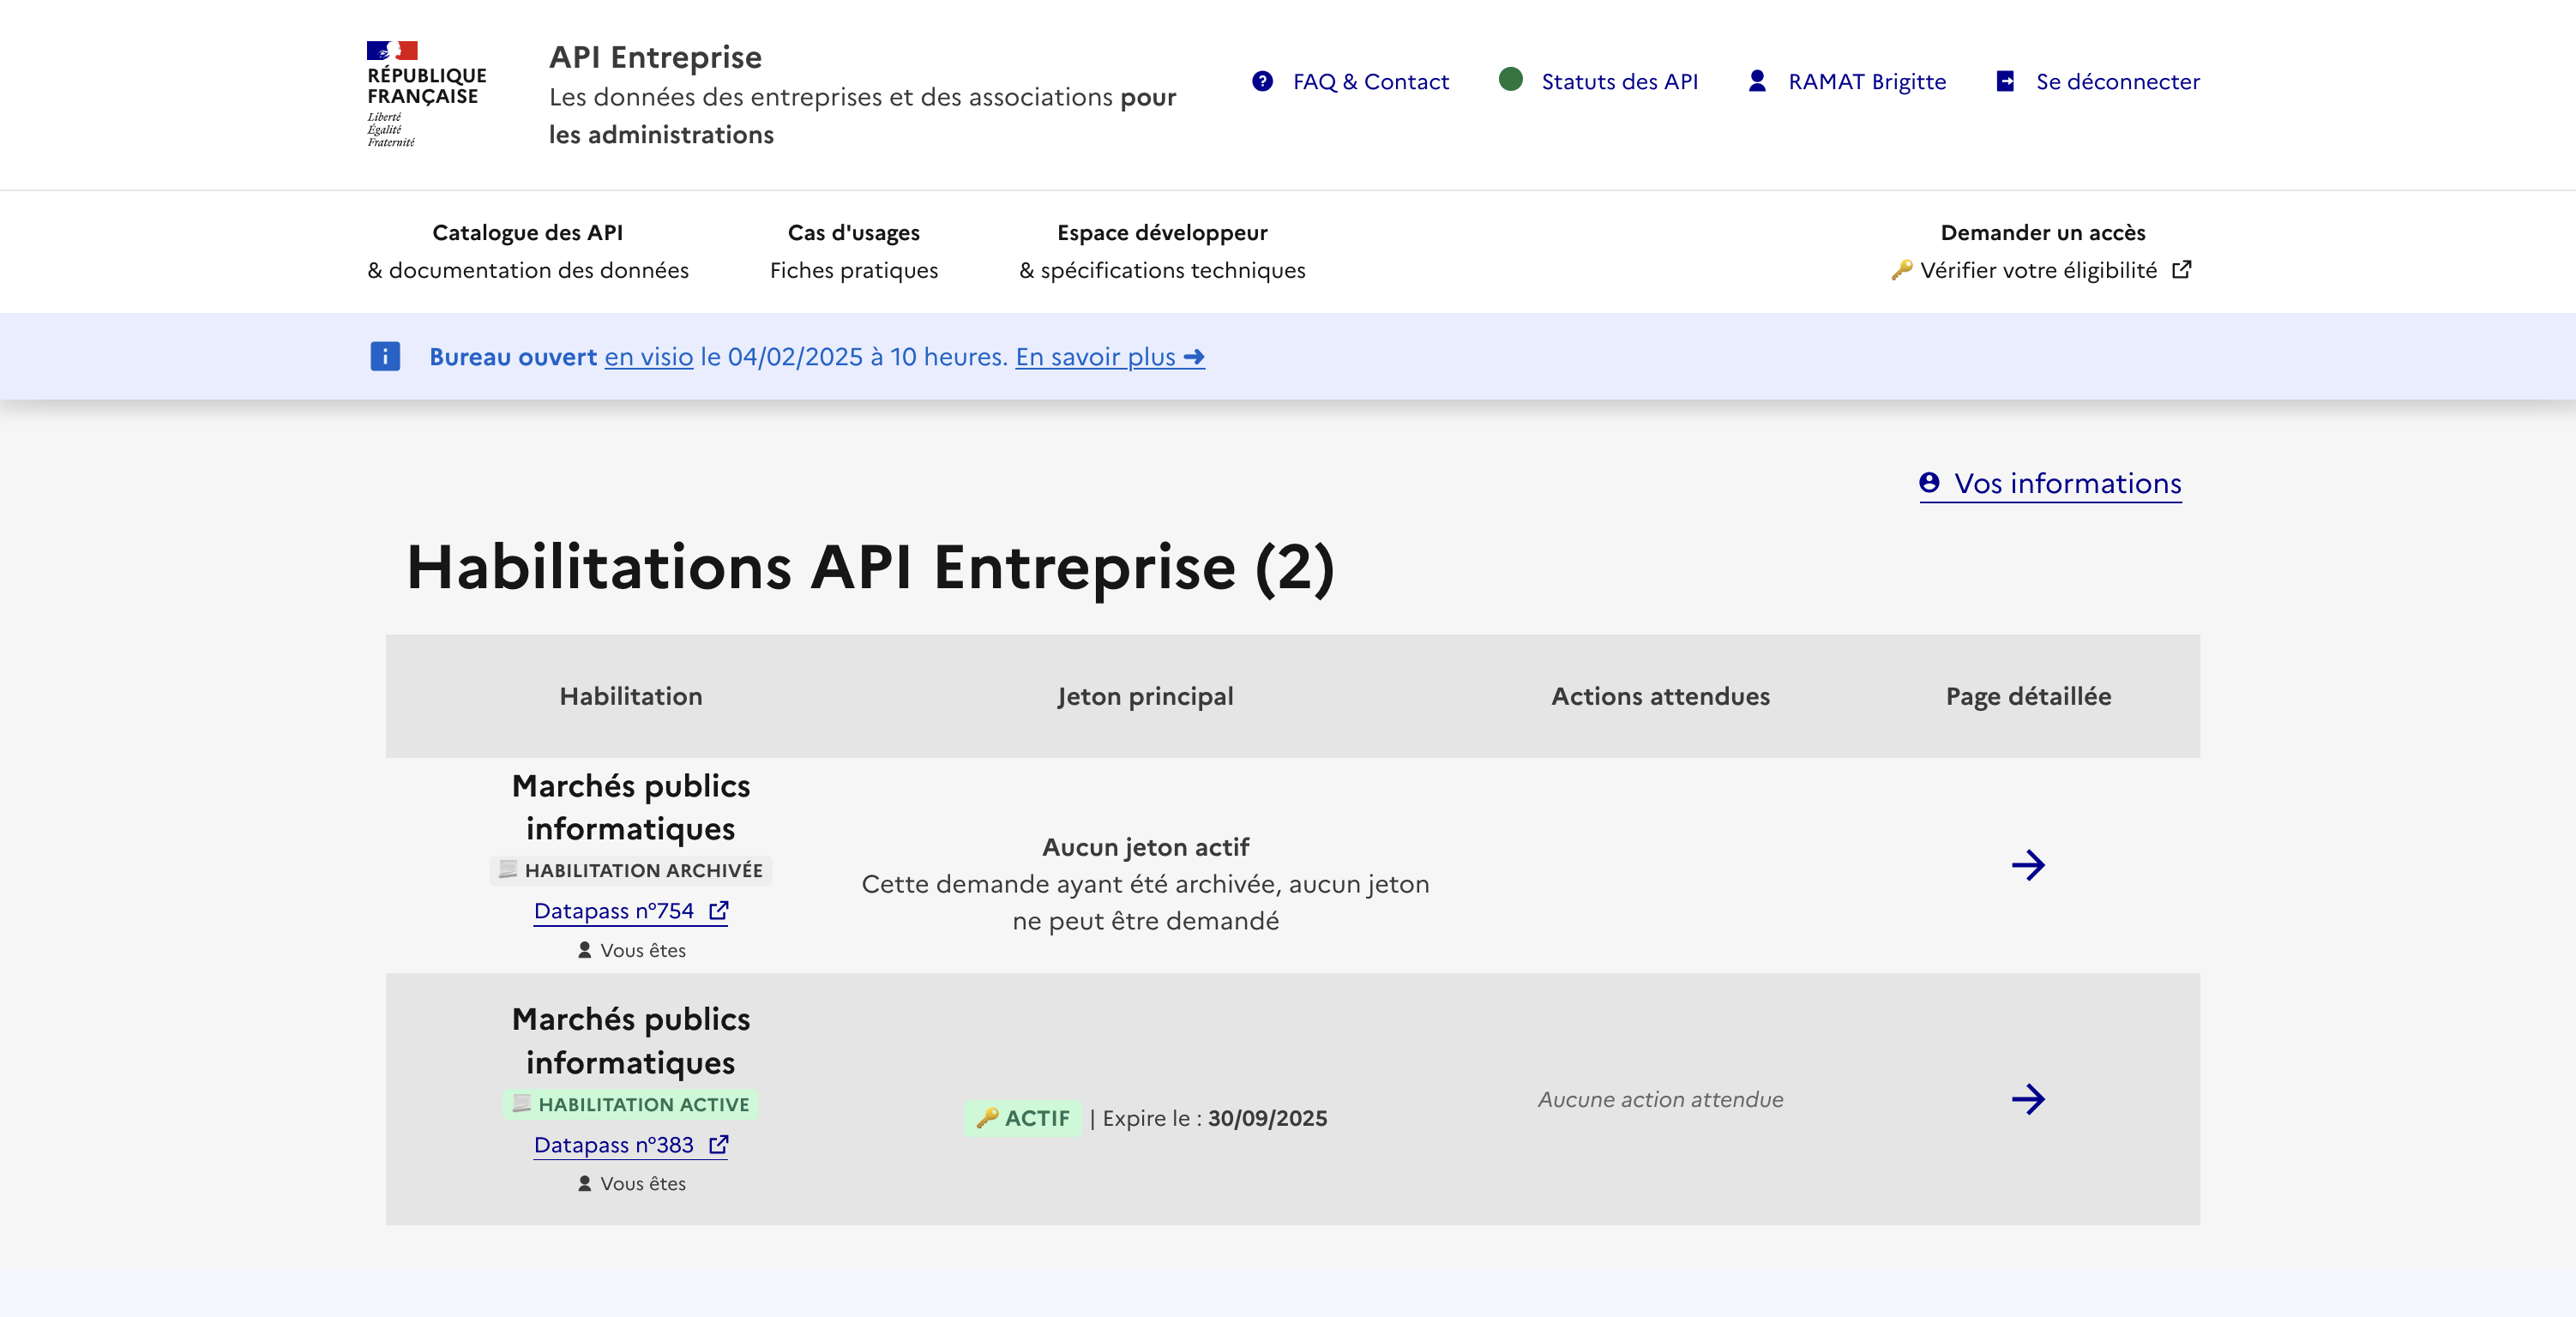 RÉPUBLIQUE
FRANÇAISE
Liberté
Égalité
Fraternité
API Entreprise
Les données des entreprises et des associations pour
les administrations
FAQ & Contact
Statuts des API
RAMAT Brigitte
Se déconnecter
Catalogue des API
& documentation des données
Cas d'usages
Fiches pratiques
Espace développeur
& spécifications techniques
Demander un accès
🔑 Vérifier votre éligibilité
Bureau ouvert en visio le 04/02/2025 à 10 heures. En savoir plus ➜
Vos informations
Habilitations API Entreprise (2)
Habilitation
Jeton principal
Actions attendues
Page détaillée
Marchés publics
informatiques
HABILITATION ARCHIVÉE
Datapass n°754
Vous êtes
Aucun jeton actif
Cette demande ayant été archivée, aucun jeton
ne peut être demandé
Marchés publics
informatiques
HABILITATION ACTIVE
Datapass n°383
Vous êtes
🔑 ACTIF | Expire le : 30/09/2025
Aucune action attendue